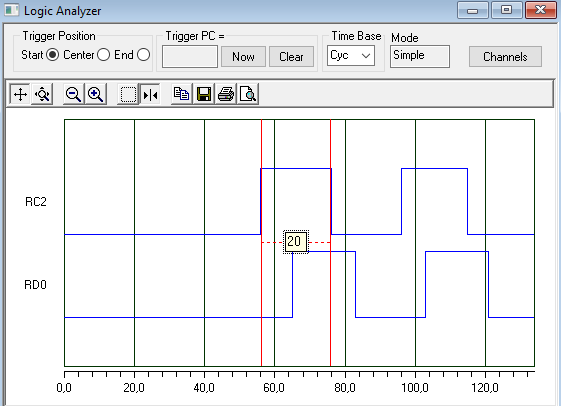 Logic Analyzer
Trigger Position
Start Center End
Trigger PC =
Now Clear
Time Base
Cyc
Mode
Simple
Channels
RC2
20
RD0
0,0 20,0 40,0 60,0 80,0 100,0 120,0